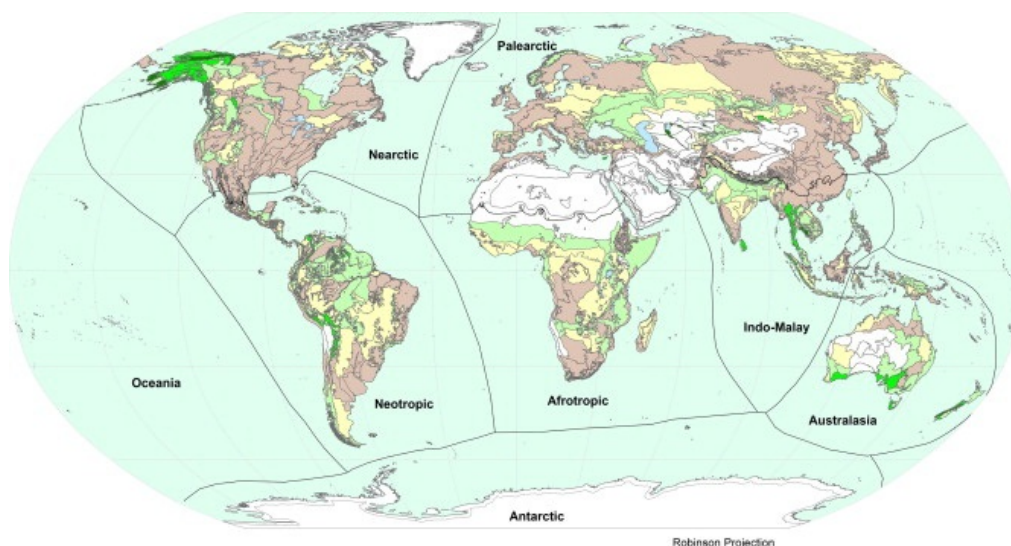 Palearctic
Nearctic
Indo-Malay
Oceania
Neotropic
Afrotropic
Australasia
Antarctic
Robinson Projection